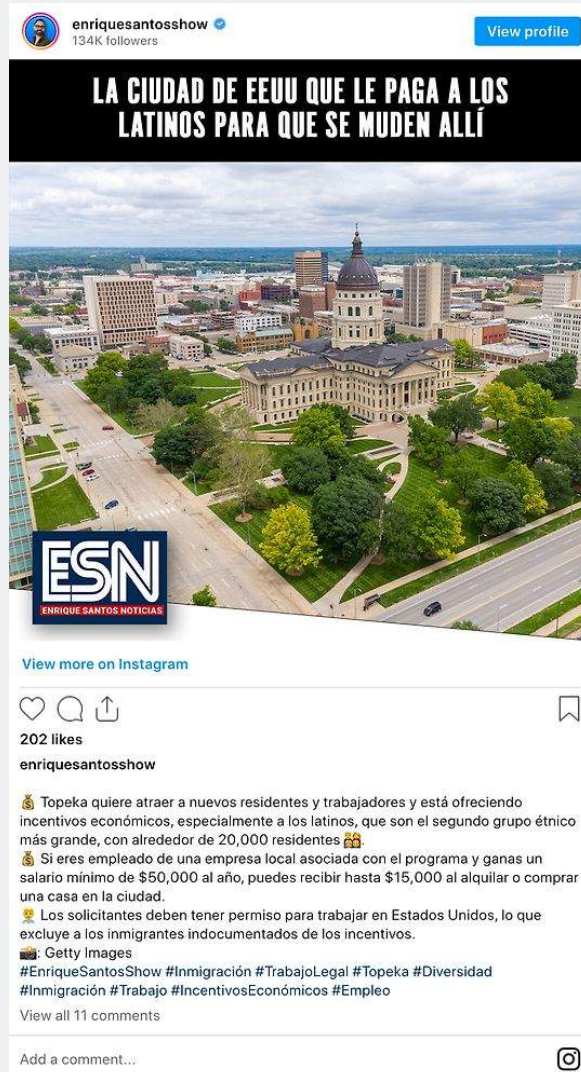 enriquesantosshow
134K followers
View profile
LA CIUDAD DE EEUU QUE LE PAGA A LOS
LATINOS PARA QUE SE MUDEN ALLÍ
ESN
ENRIQUE SANTOS NOTICIAS
View more on Instagram
202 likes
enriquesantosshow
💰 Topeka quiere atraer a nuevos residentes y trabajadores y está ofreciendo
incentivos económicos, especialmente a los latinos, que son el segundo grupo étnico
más grande, con alrededor de 20,000 residentes 👯.
💰 Si eres empleado de una empresa local asociada con el programa y ganas un
salario mínimo de $50,000 al año, puedes recibir hasta $15,000 al alquilar o comprar
una casa en la ciudad.
👨‍💼 Los solicitantes deben tener permiso para trabajar en Estados Unidos, lo que
excluye a los inmigrantes indocumentados de los incentivos.
📸: Getty Images
#EnriqueSantosShow #Inmigración #TrabajoLegal #Topeka #Diversidad
#Inmigración #Trabajo #IncentivosEconómicos #Empleo
View all 11 comments
Add a comment...